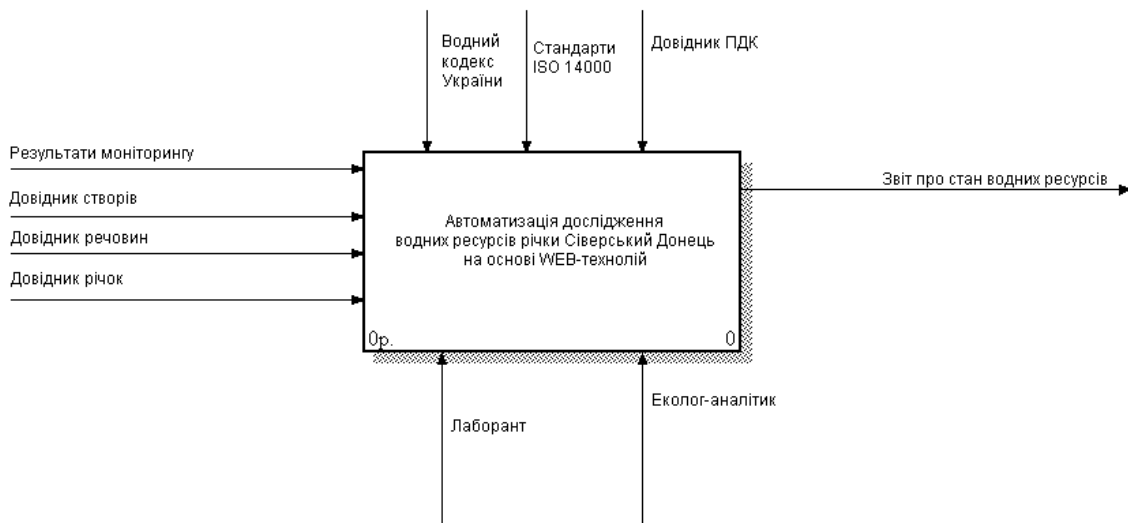 Водний
кодекс
України
Стандарти
ISO 14000
Довідник ПДК
Результати моніторингу
Довідник створів
Довідник речовин
Довідник річок
Звіт про стан водних ресурсів
Автоматизація дослідження
водних ресурсів річки Сіверський Донець
на основі WEB-технолій
0р.
0
Лаборант
Еколог-аналітик